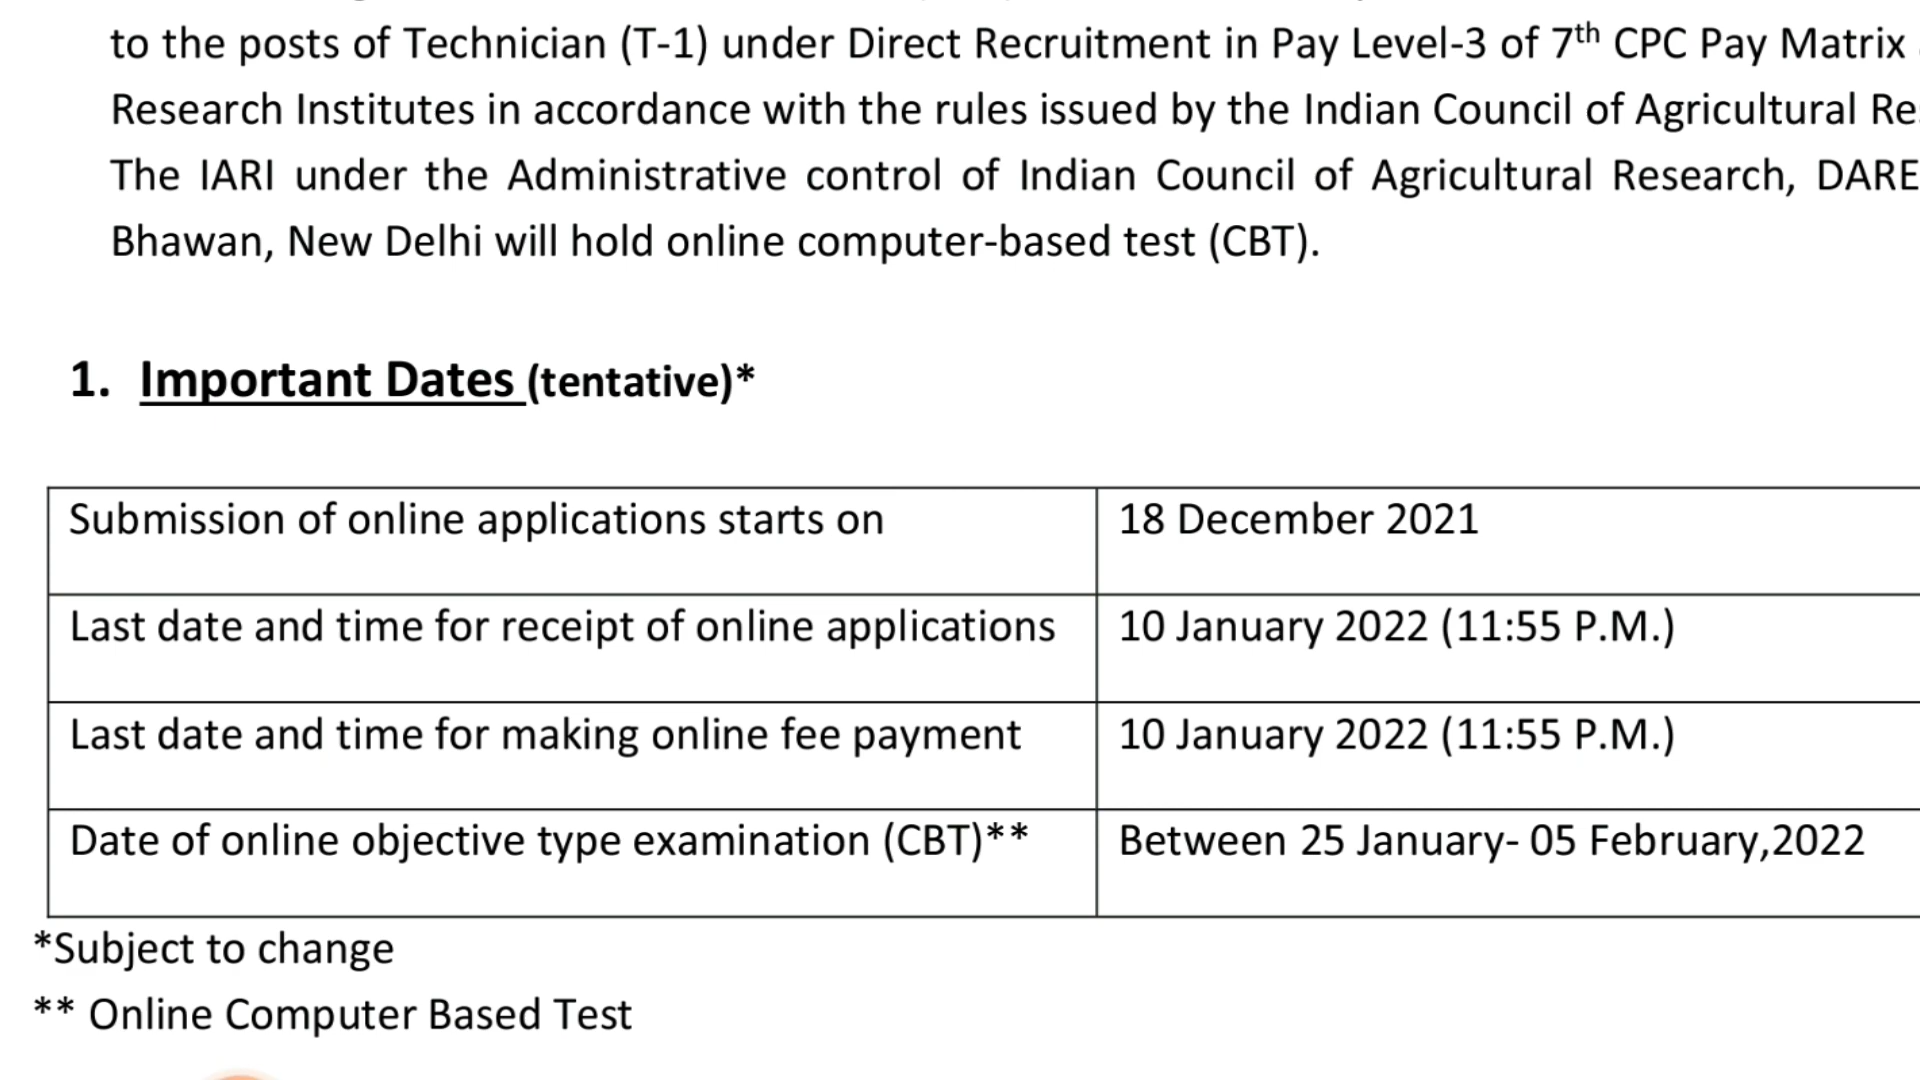 to the posts of Technician (T-1) under Direct Recruitment in Pay Level-3 of 7th CPC Pay Matrix
Research Institutes in accordance with the rules issued by the Indian Council of Agricultural
The IARI under the Administrative control of Indian Council of Agricultural Research, DARE
Bhawan, New Delhi will hold online computer-based test (CBT).
1. Important Dates (tentative)*
Submission of online applications starts on 18 December 2021
Last date and time for receipt of online applications 10 January 2022 (11:55 P.M.)
Last date and time for making online fee payment 10 January 2022 (11:55 P.M.)
Date of online objective type examination (CBT)** Between 25 January- 05 February,2022
*Subject to change
** Online Computer Based Test